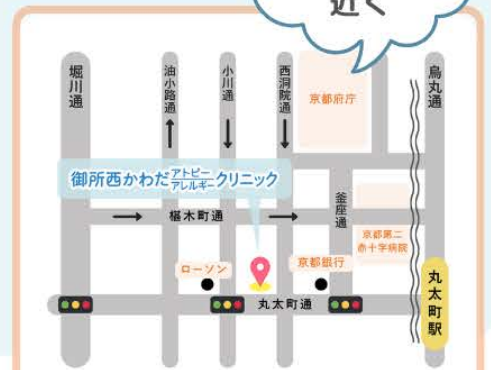 近く
堀川通
油小路通
小川通
西洞院通
京都府庁
烏丸通
御所西かわだアトピーアレルギークリニック
椹木町通
釜座通
京都第二
赤十字病院
ローソン
京都銀行
丸太町通
丸太町駅